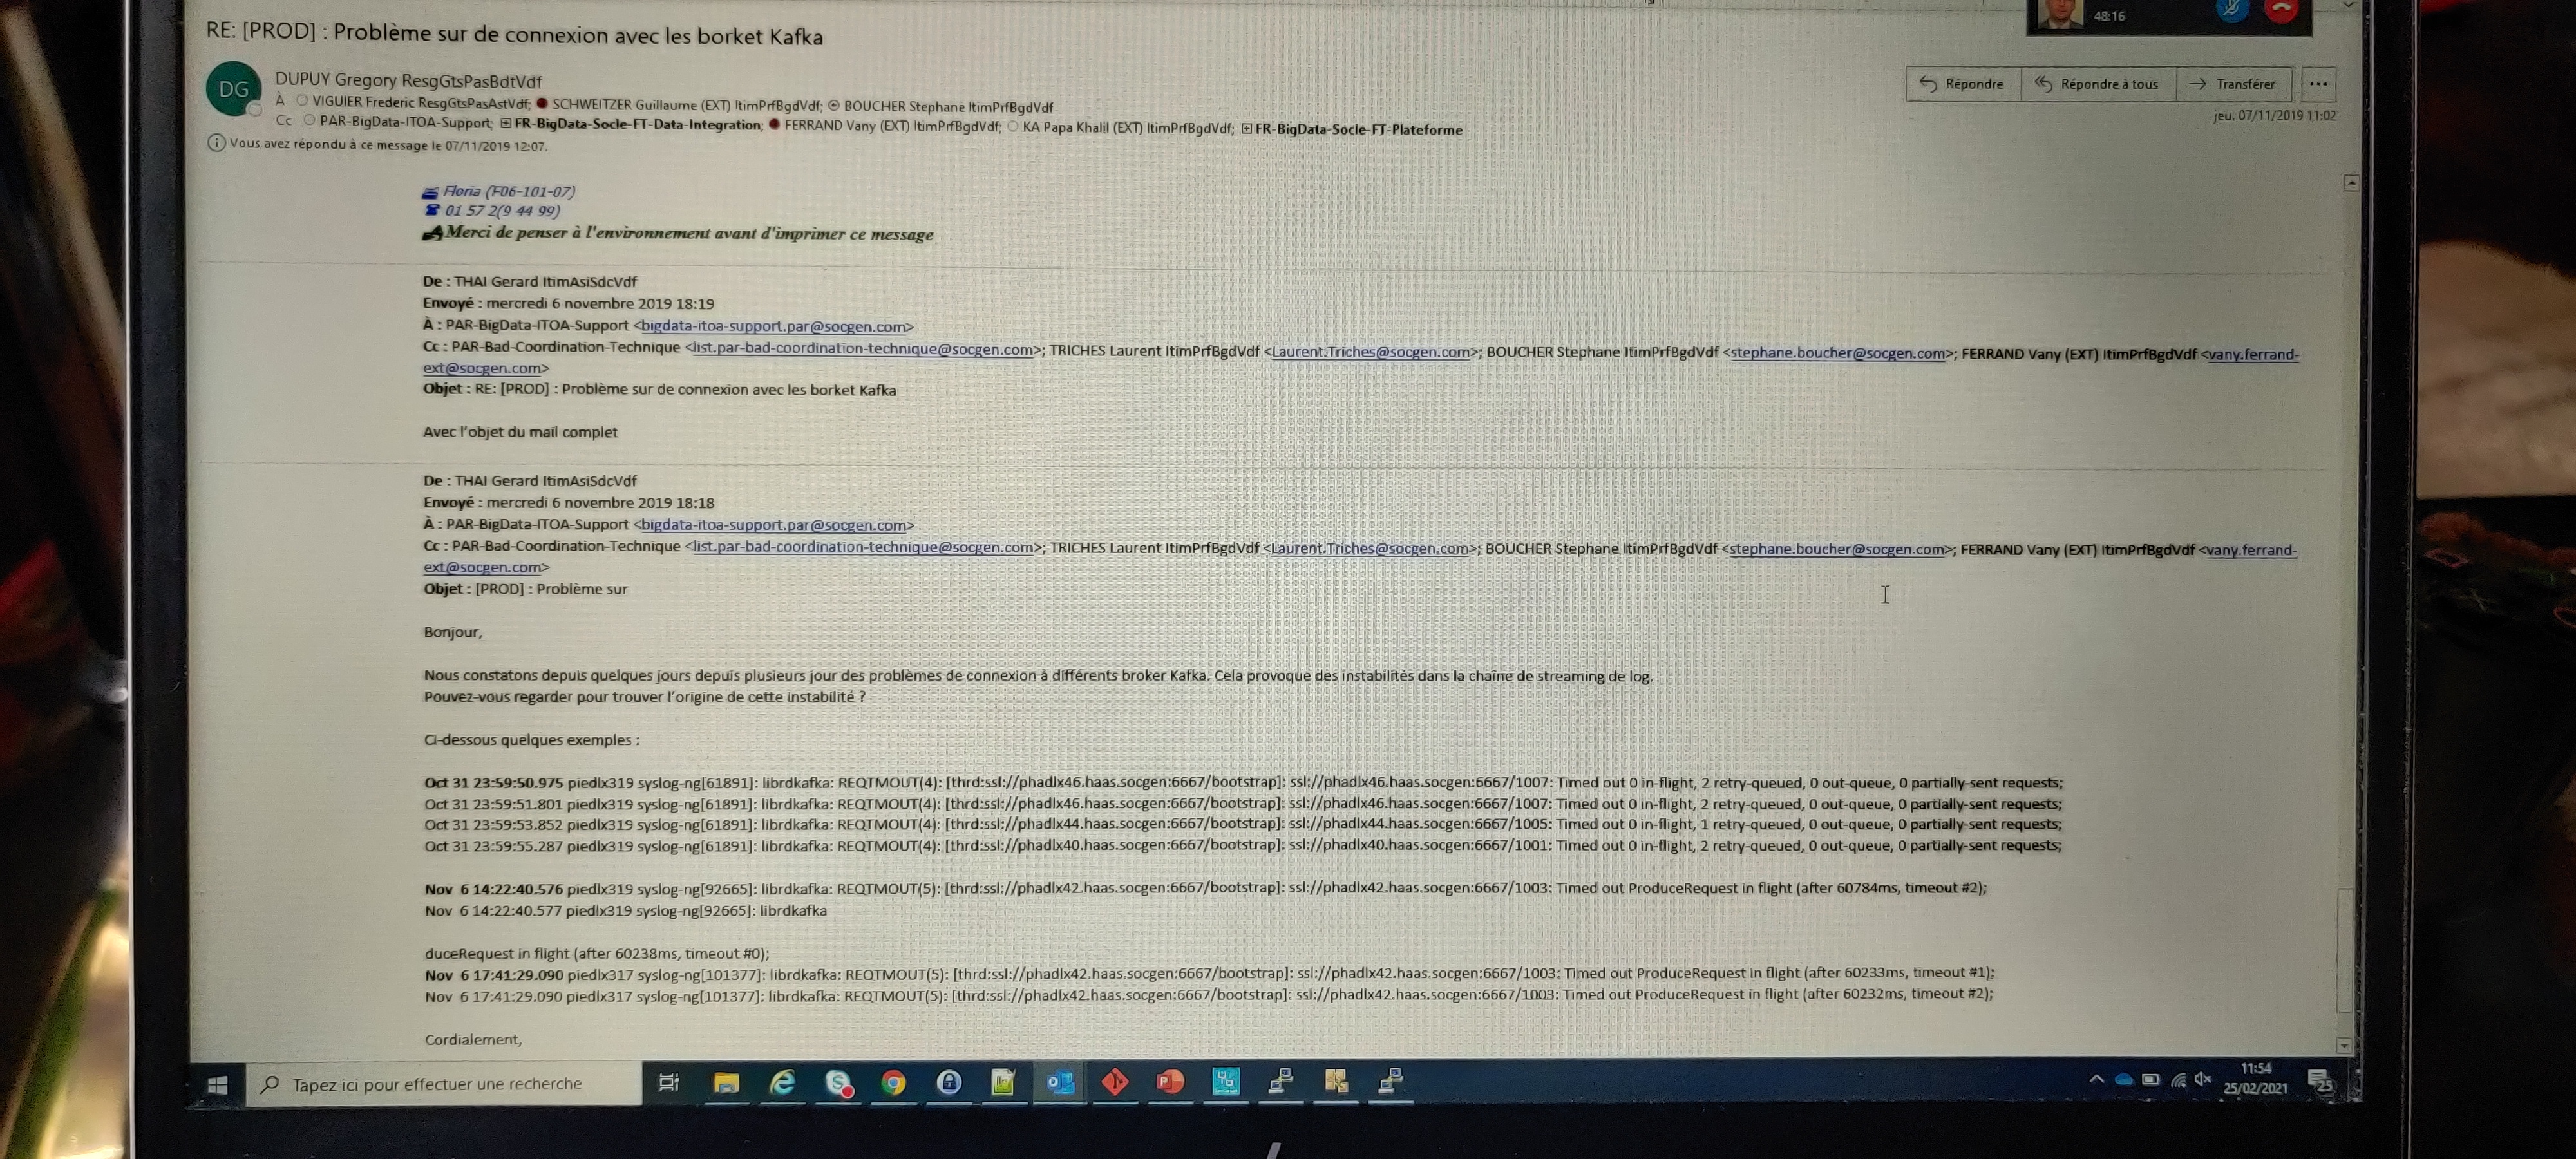 48:16
RE: [PROD] : Problème sur de connexion avec les borket Kafka
DG
DUPUY Gregory ResgGtsPasBdtVdf
À VIGUIER Frederic ResgGtsPasAstVdf; SCHWEITZER Guillaume (EXT) ItimPrfBgdVdf; BOUCHER Stephane ItimPrfBgdVdf
Cc PAR-BigData-ITOA-Support; FR-BigData-Socle-FT-Data-Integration; FERRAND Vany (EXT) ItimPrfBgdVdf; KA Papa Khalil (EXT) ItimPrfBgdVdf; FR-BigData-Socle-FT-Plateforme
Répondre Répondre à tous Transférer ...
jeu. 07/11/2019 11:02
Vous avez répondu à ce message le 07/11/2019 12:07.
Floria (F06-101-07)
01 57 2(9 44 99)
Merci de penser à l'environnement avant d'imprimer ce message
De : THAI Gerard ItimAsiSdcVdf
Envoyé : mercredi 6 novembre 2019 18:19
À : PAR-BigData-ITOA-Support <bigdata-itoa-support.par@socgen.com>
Cc : PAR-Bad-Coordination-Technique <list.par-bad-coordination-technique@socgen.com>; TRICHES Laurent ItimPrfBgdVdf <Laurent.Triches@socgen.com>; BOUCHER Stephane ItimPrfBgdVdf <stephane.boucher@socgen.com>; FERRAND Vany (EXT) ItimPrfBgdVdf <vany.ferrand-
ext@socgen.com>
Objet : RE: [PROD] : Problème sur de connexion avec les borket Kafka
Avec l'objet du mail complet
De : THAI Gerard ItimAsiSdcVdf
Envoyé : mercredi 6 novembre 2019 18:18
À : PAR-BigData-ITOA-Support <bigdata-itoa-support.par@socgen.com>
Cc : PAR-Bad-Coordination-Technique <list.par-bad-coordination-technique@socgen.com>; TRICHES Laurent ItimPrfBgdVdf <Laurent.Triches@socgen.com>; BOUCHER Stephane ItimPrfBgdVdf <stephane.boucher@socgen.com>; FERRAND Vany (EXT) ItimPrfBgdVdf <vany.ferrand-
ext@socgen.com>
Objet : [PROD] : Problème sur
Bonjour,
Nous constatons depuis quelques jours depuis plusieurs jour des problèmes de connexion à différents broker Kafka. Cela provoque des instabilités dans la chaîne de streaming de log.
Pouvez-vous regarder pour trouver l'origine de cette instabilité ?
Ci-dessous quelques exemples :
Oct 31 23:59:50.975 piedlx319 syslog-ng[61891]: librdkafka: REQTMOUT(4): [thrd:ssl://phadlx46.haas.socgen:6667/bootstrap]: ssl://phadlx46.haas.socgen:6667/1007: Timed out 0 in-flight, 2 retry-queued, 0 out-queue, 0 partially-sent requests;
Oct 31 23:59:51.801 piedlx319 syslog-ng[61891]: librdkafka: REQTMOUT(4): [thrd:ssl://phadlx46.haas.socgen:6667/bootstrap]: ssl://phadlx46.haas.socgen:6667/1007: Timed out 0 in-flight, 2 retry-queued, 0 out-queue, 0 partially-sent requests;
Oct 31 23:59:53.852 piedlx319 syslog-ng[61891]: librdkafka: REQTMOUT(4): [thrd:ssl://phadlx44.haas.socgen:6667/bootstrap]: ssl://phadlx44.haas.socgen:6667/1005: Timed out 0 in-flight, 1 retry-queued, 0 out-queue, 0 partially-sent requests;
Oct 31 23:59:55.287 piedlx319 syslog-ng[61891]: librdkafka: REQTMOUT(4): [thrd:ssl://phadlx40.haas.socgen:6667/bootstrap]: ssl://phadlx40.haas.socgen:6667/1001: Timed out 0 in-flight, 2 retry-queued, 0 out-queue, 0 partially-sent requests;
Nov 6 14:22:40.576 piedlx319 syslog-ng[92665]: librdkafka: REQTMOUT(5): [thrd:ssl://phadlx42.haas.socgen:6667/bootstrap]: ssl://phadlx42.haas.socgen:6667/1003: Timed out ProduceRequest in flight (after 60784ms, timeout #2);
Nov 6 14:22:40.577 piedlx319 syslog-ng[92665]: librdkafka
duceRequest in flight (after 60238ms, timeout #0);
Nov 6 17:41:29.090 piedlx317 syslog-ng[101377]: librdkafka: REQTMOUT(5): [thrd:ssl://phadlx42.haas.socgen:6667/bootstrap]: ssl://phadlx42.haas.socgen:6667/1003: Timed out ProduceRequest in flight (after 60233ms, timeout #1);
Nov 6 17:41:29.090 piedlx317 syslog-ng[101377]: librdkafka: REQTMOUT(5): [thrd:ssl://phadlx42.haas.socgen:6667/bootstrap]: ssl://phadlx42.haas.socgen:6667/1003: Timed out ProduceRequest in flight (after 60232ms, timeout #2);
Cordialement,
Tapez ici pour effectuer une recherche
11:54
25/02/2021
25